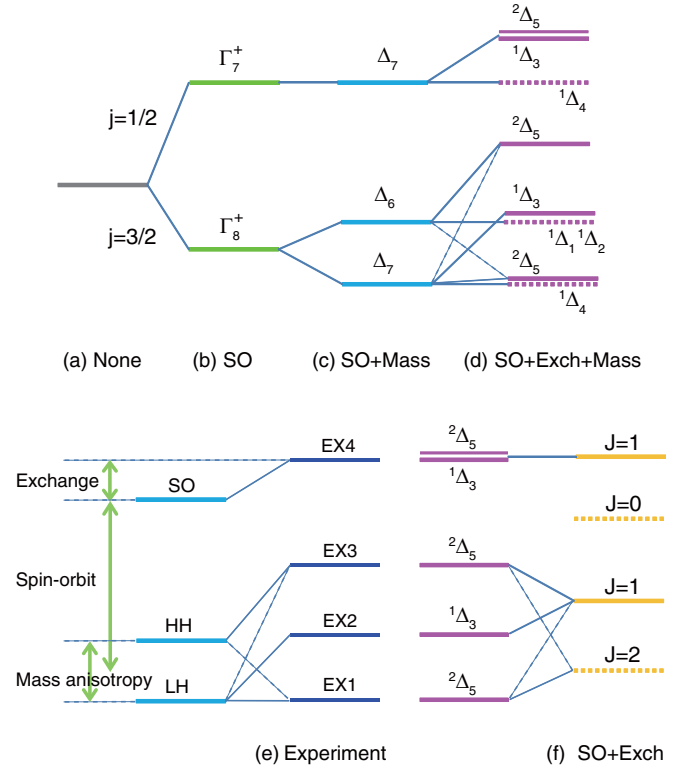 ²Δ₅
Γ₇⁺ Δ₇ ¹Δ₃
¹Δ₄
j=1/2
²Δ₅
Δ₆ ¹Δ₃
j=3/2 Γ₈⁺ ¹Δ₁ ¹Δ₂
Δ₇ ²Δ₅
¹Δ₄
(a) None (b) SO (c) SO+Mass (d) SO+Exch+Mass
EX4 ²Δ₅ J=1
Exchange SO ¹Δ₃
J=0
Spin-orbit EX3 ²Δ₅
J=1
HH EX2 ¹Δ₃
J=2
Mass anisotropy LH EX1 ²Δ₅
(e) Experiment (f) SO+Exch